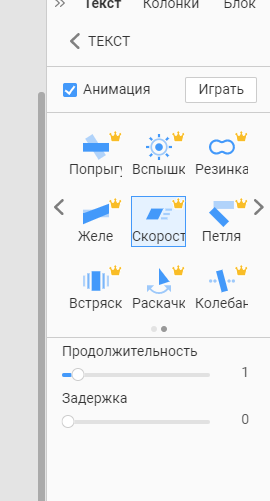 Текст Колонки Блок
ТЕКСТ
Анимация Играть
Попрыгу Вспышк Резинка
Желе Скорост Петля
Встряск Раскачк Колебан
Продолжительность
1
Задержка
0